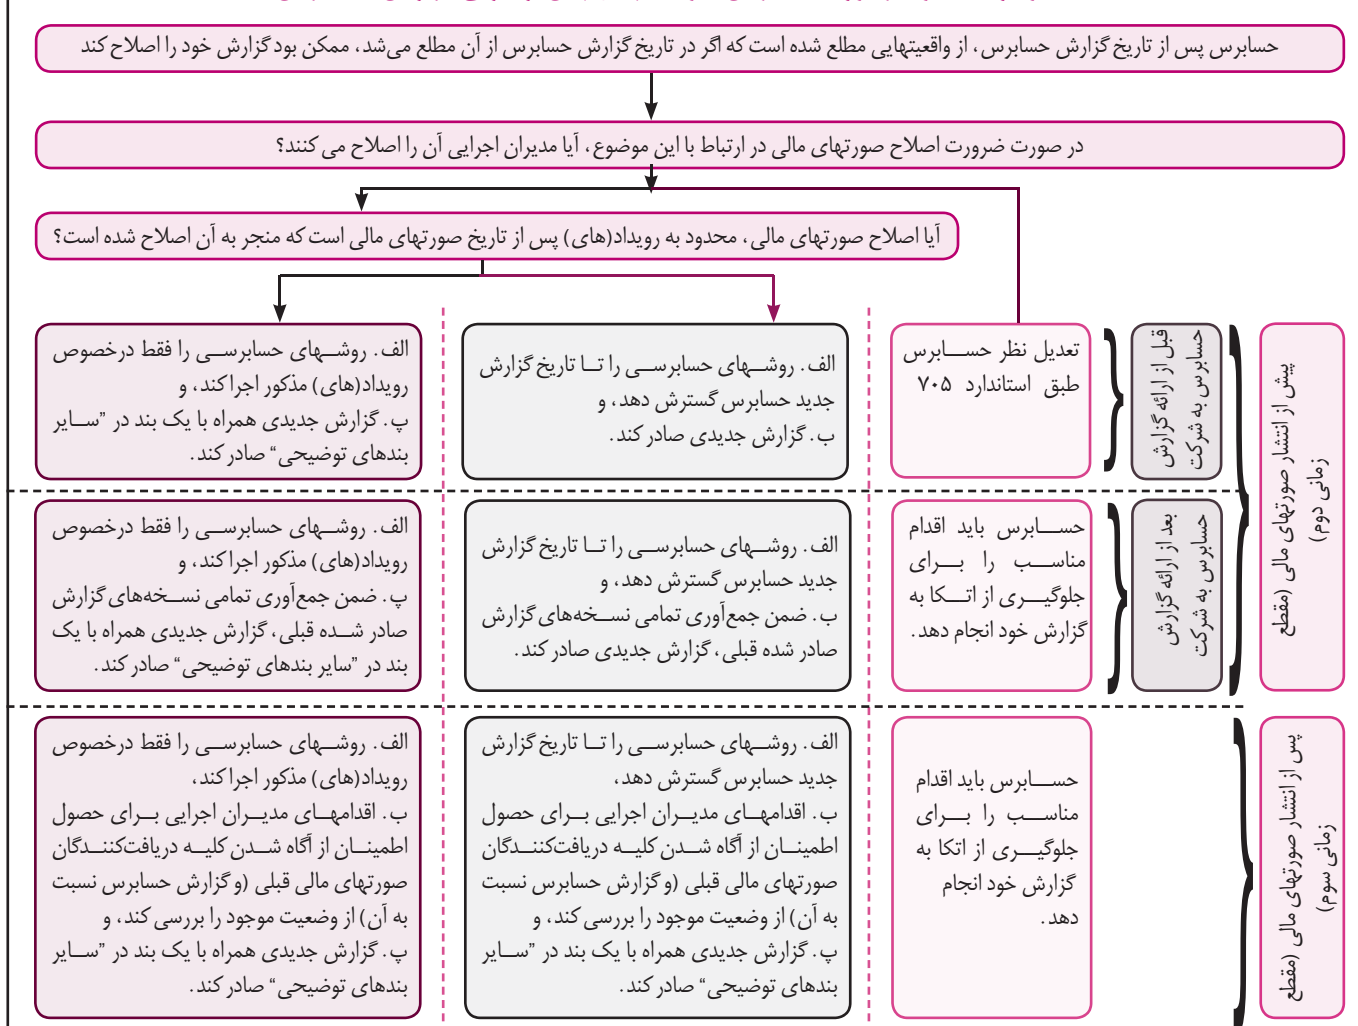 حسابرس پس از تاریخ گزارش حسابرس، از واقعیتهایی مطلع شده است که اگر در تاریخ گزارش حسابرس از آن مطلع می‌شد، ممکن بود گزارش خود را اصلاح کند
در صورت ضرورت اصلاح صورتهای مالی در ارتباط با این موضوع، آیا مدیران اجرایی آن را اصلاح می کنند؟
آیا اصلاح صورتهای مالی، محدود به رویداد(های) پس از تاریخ صورتهای مالی است که منجر به آن اصلاح شده است؟
پیش از انتشار صورتهای مالی (مقطع
زمانی دوم)
قبل از ارائه گزارش
حسابرس به شرکت
تعدیل نظر حسابرس
طبق استاندارد ۷۰۵
الف. روشهای حسابرسی را تا تاریخ گزارش
جدید حسابرس گسترش دهد، و
ب. گزارش جدیدی صادر کند.
الف. روشهای حسابرسی را فقط درخصوص
رویداد(های) مذکور اجرا کند، و
پ. گزارش جدیدی همراه با یک بند در ”سایر
بندهای توضیحی“ صادر کند.
بعد از ارائه گزارش
حسابرس به شرکت
حسابرس باید اقدام
مناسب را برای
جلوگیری از اتکا به
گزارش خود انجام دهد.
الف. روشهای حسابرسی را تا تاریخ گزارش
جدید حسابرس گسترش دهد، و
ب. ضمن جمع‌آوری تمامی نسخه‌های گزارش
صادر شده قبلی، گزارش جدیدی صادر کند.
الف. روشهای حسابرسی را فقط درخصوص
رویداد(های) مذکور اجرا کند، و
پ. ضمن جمع‌آوری تمامی نسخه‌های گزارش
صادر شده قبلی، گزارش جدیدی همراه با یک
بند در ”سایر بندهای توضیحی“ صادر کند.
پس از انتشار صورتهای مالی (مقطع
زمانی سوم)
حسابرس باید اقدام
مناسب را برای
جلوگیری از اتکا به
گزارش خود انجام
دهد.
الف. روشهای حسابرسی را تا تاریخ گزارش
جدید حسابرس گسترش دهد،
ب. اقدامهای مدیران اجرایی برای حصول
اطمینان از آگاه شدن کلیه دریافت‌کنندگان
صورتهای مالی قبلی (و گزارش حسابرس نسبت
به آن) از وضعیت موجود را بررسی کند، و
پ. گزارش جدیدی همراه با یک بند در ”سایر
بندهای توضیحی“ صادر کند.
الف. روشهای حسابرسی را فقط درخصوص
رویداد(های) مذکور اجرا کند،
ب. اقدامهای مدیران اجرایی برای حصول
اطمینان از آگاه شدن کلیه دریافت‌کنندگان
صورتهای مالی قبلی (و گزارش حسابرس نسبت
به آن) از وضعیت موجود را بررسی کند، و
پ. گزارش جدیدی همراه با یک بند در ”سایر
بندهای توضیحی“ صادر کند.